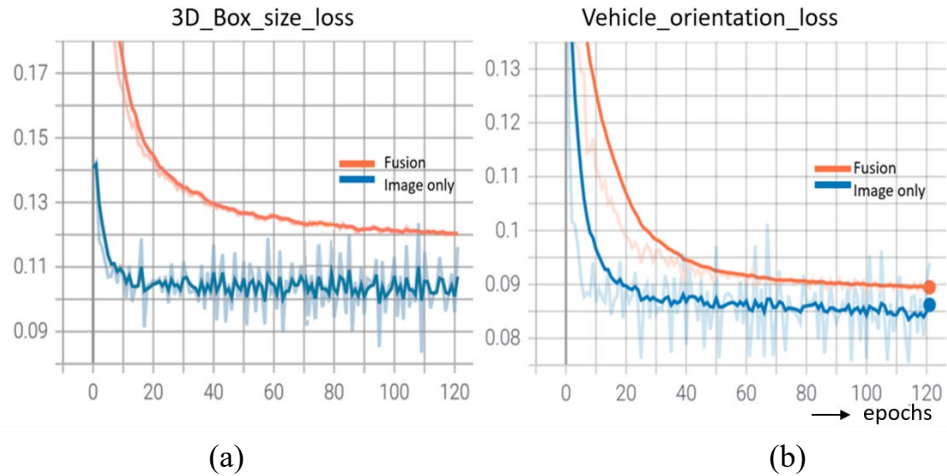 3D_Box_size_loss
0.17
0.15
0.13
0.11
0.09
Fusion
Image only
0 20 40 60 80 100 120
(a)
Vehicle_orientation_loss
0.13
0.12
0.11
0.1
0.09
0.08
Fusion
Image only
0 20 40 60 80 100 120
epochs
(b)